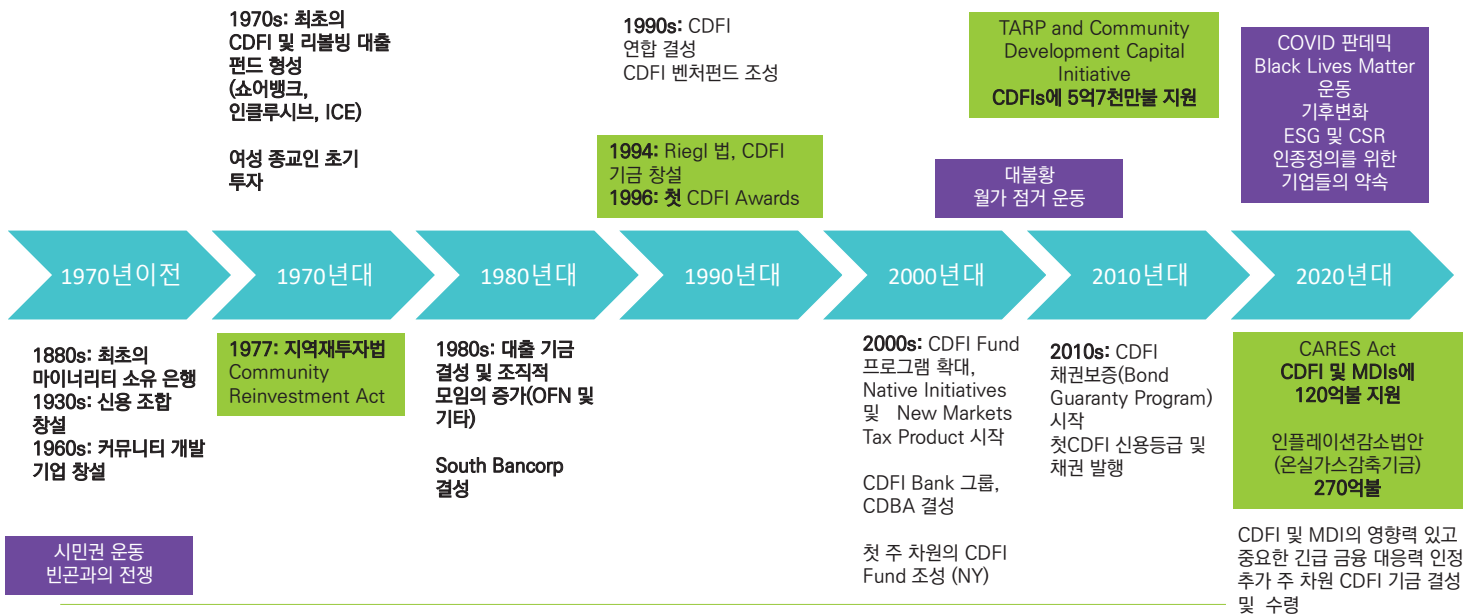 1970s: 최초의
CDFI 및 리볼빙 대출
펀드 형성
(쇼어뱅크,
인클루시브, ICE)
여성 종교인 초기
투자
1990s: CDFI
연합 결성
CDFI 벤처펀드 조성
1994: Riegl 법, CDFI
기금 창설
1996: 첫 CDFI Awards
TARP and Community
Development Capital
Initiative
CDFIs에 5억7천만불 지원
대불황
월가 점거 운동
COVID 판데믹
Black Lives Matter
운동
기후변화
ESG 및 CSR
인종정의를 위한
기업들의 약속
1970년이전
1970년대
1980년대
1990년대
2000년대
2010년대
2020년대
1880s: 최초의
마이너리티 소유 은행
1930s: 신용 조합
창설
1960s: 커뮤니티 개발
기업 창설
시민권 운동
빈곤과의 전쟁
1977: 지역재투자법
Community
Reinvestment Act
1980s: 대출 기금
결성 및 조직적
모임의 증가(OFN 및
기타)
South Bancorp
결성
2000s: CDFI Fund
프로그램 확대,
Native Initiatives
및 New Markets
Tax Product 시작
CDFI Bank 그룹,
CDBA 결성
첫 주 차원의 CDFI
Fund 조성 (NY)
2010s: CDFI
채권보증(Bond
Guaranty Program)
시작
첫CDFI 신용등급 및
채권 발행
CARES Act
CDFI 및 MDIs에
120억불 지원
인플레이션감소법안
(온실가스감축기금)
270억불
CDFI 및 MDI의 영향력 있고
중요한 긴급 금융 대응력 인정
추가 주 차원 CDFI 기금 결성
및 수령